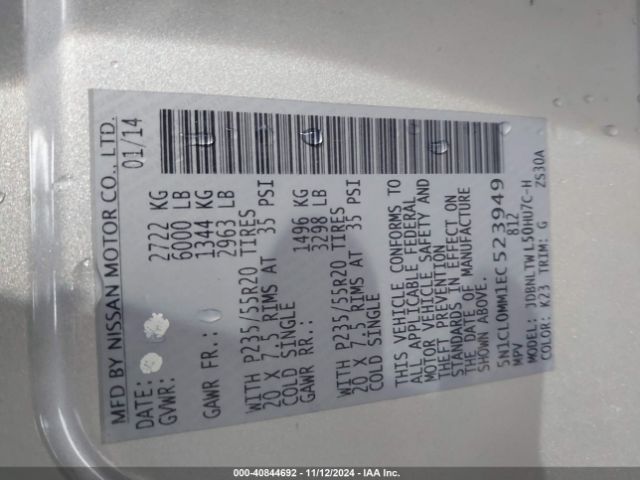 MFD BY NISSAN MOTOR CO., LTD.
DATE: 01/14
GVWR: 2722 KG
6000 LB
GAWR FR.: 1344 KG
2963 LB
WITH P235/55R20 TIRES
20 X 7.5 RIMS AT 35 PSI
COLD SINGLE
GAWR RR.: 1496 KG
3298 LB
WITH P235/55R20 TIRES
20 X 7.5 RIMS AT 35 PSI
COLD SINGLE
THIS VEHICLE CONFORMS TO
ALL APPLICABLE FEDERAL
MOTOR VEHICLE SAFETY AND
THEFT PREVENTION
STANDARDS IN EFFECT ON
THE DATE OF MANUFACTURE
SHOWN ABOVE.
5N1CL0MM1EC523949
MPV 812
MODEL: JDBNLTWL50HU7C-H
COLOR: K23 TRIM: G ZS30A
000-40844692 - 11/12/2024 - IAA Inc.